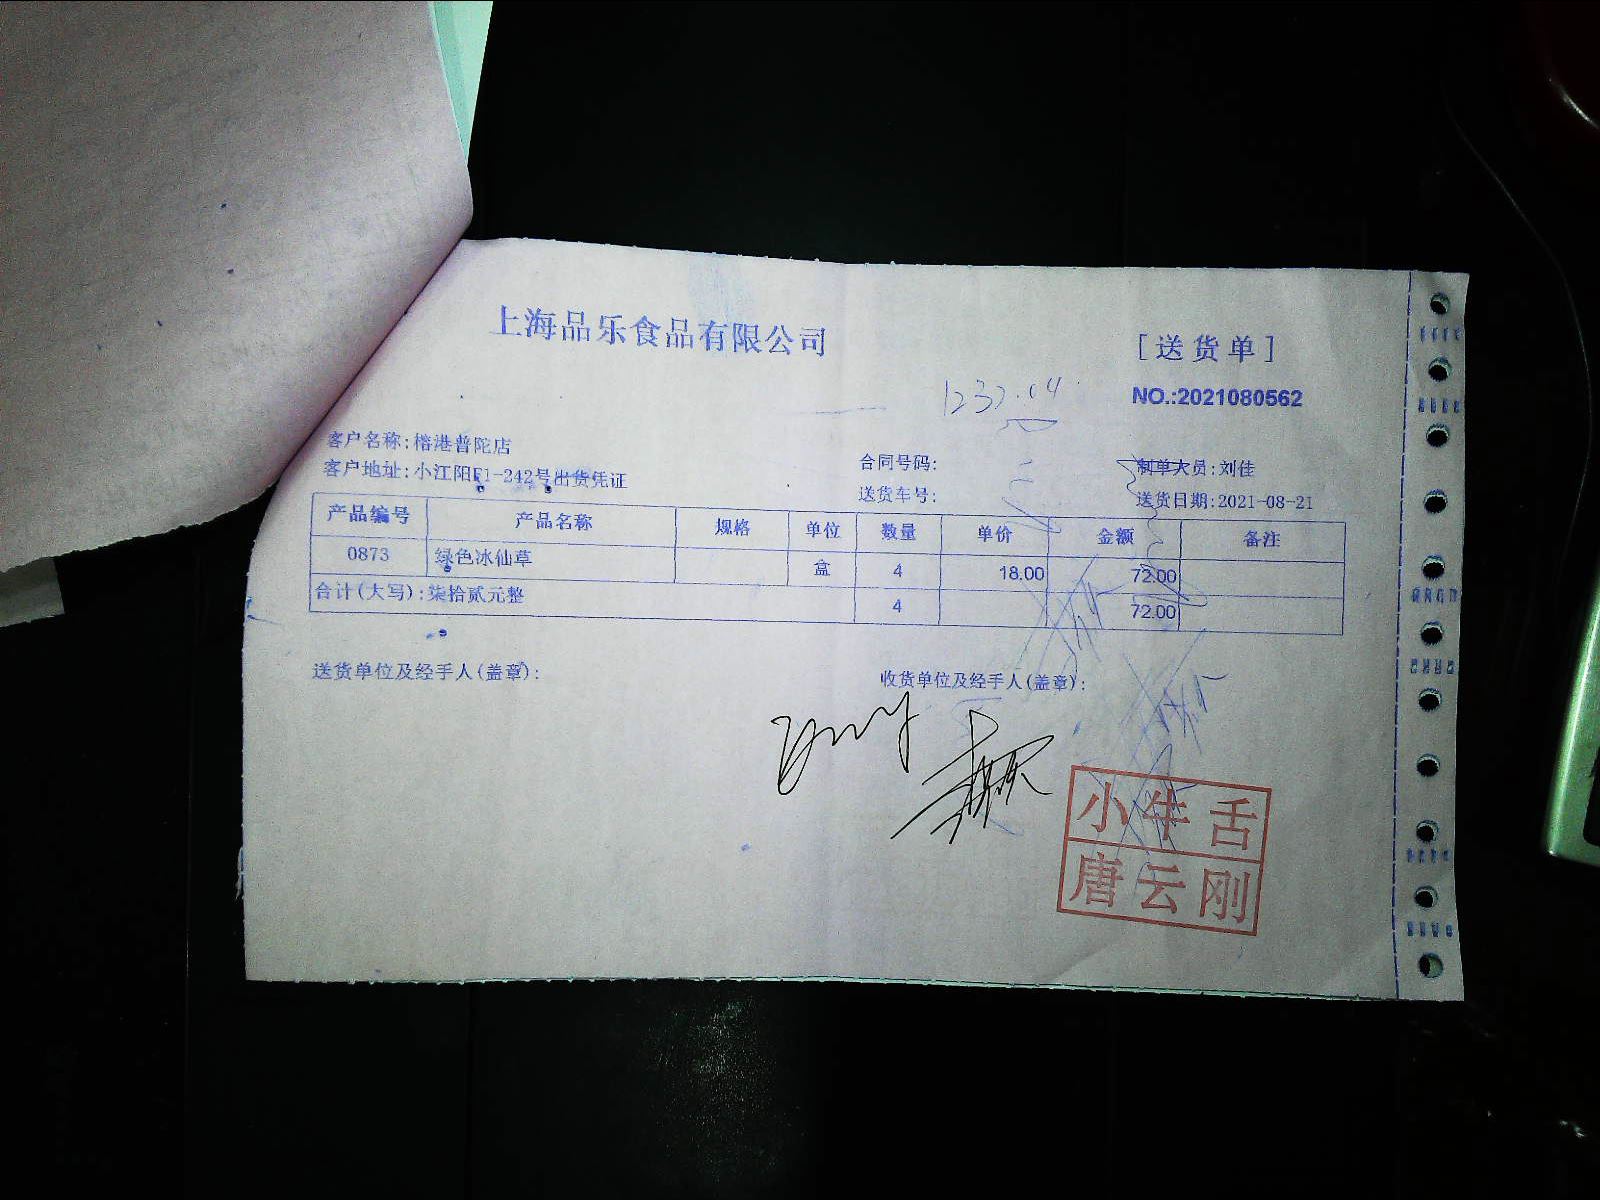 上海品乐食品有限公司
[送货单]
1232.04
NO.:2021080562
客户名称:榕港普陀店
客户地址:小江阳F1-242号出货凭证
合同号码:
制单人员:刘佳
送货车号:
送货日期:2021-08-21
产品编号 产品名称 规格 单位 数量 单价 金额 备注
0873 绿色冰仙草 盒 4 18.00 72.00
合计(大写):柒拾贰元整 4 72.00
送货单位及经手人(盖章):
收货单位及经手人(盖章):
小牛舌
唐云刚